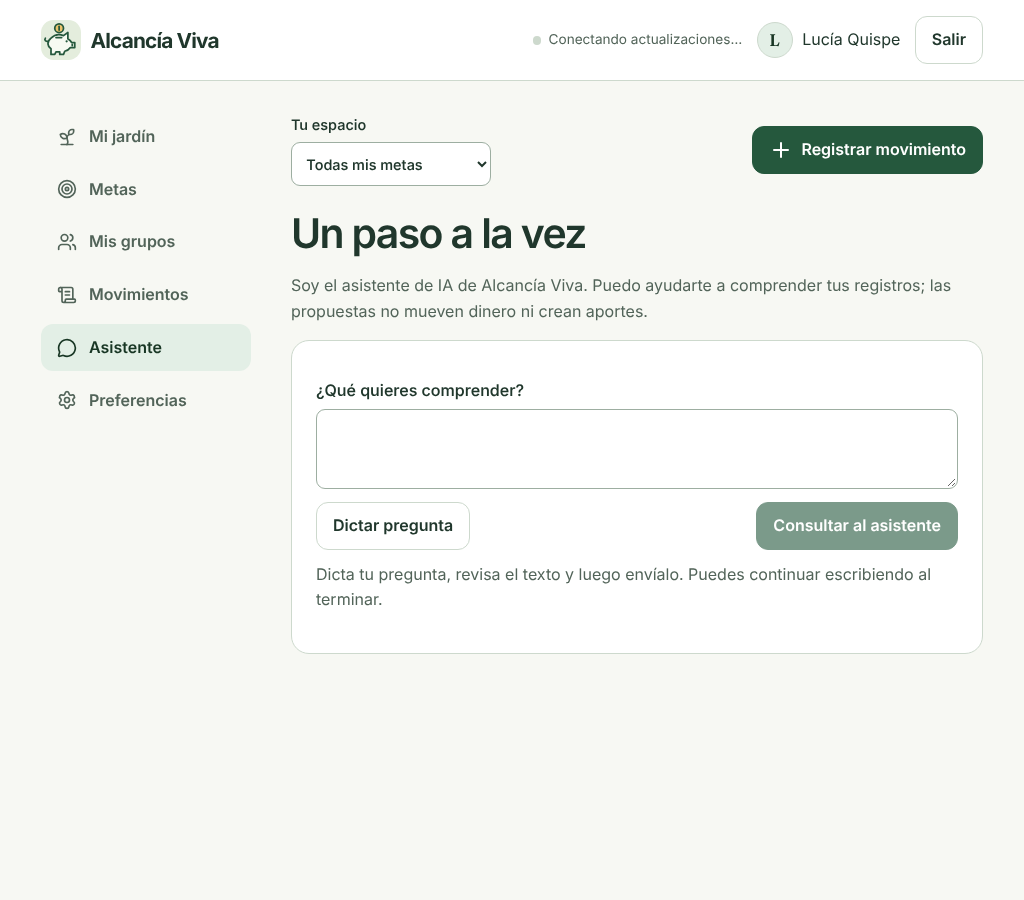 Alcancía Viva
Conectando actualizaciones...
L
Lucía Quispe
Salir
Mi jardín
Metas
Mis grupos
Movimientos
Asistente
Preferencias
Tu espacio
Todas mis metas
Registrar movimiento
Un paso a la vez
Soy el asistente de IA de Alcancía Viva. Puedo ayudarte a comprender tus registros; las
propuestas no mueven dinero ni crean aportes.
¿Qué quieres comprender?
Dictar pregunta
Consultar al asistente
Dicta tu pregunta, revisa el texto y luego envíalo. Puedes continuar escribiendo al
terminar.